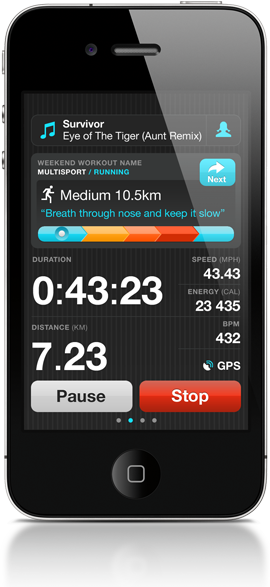 Survivor
Eye of The Tiger (Aunt Remix)
WEEKEND WORKOUT NAME
MULTISPORT / RUNNING
Next
Medium 10.5km
“Breath through nose and keep it slow”
DURATION
0:43:23
SPEED (MPH)
43.43
ENERGY (CAL)
23 435
DISTANCE (KM)
7.23
BPM
432
GPS
Pause
Stop